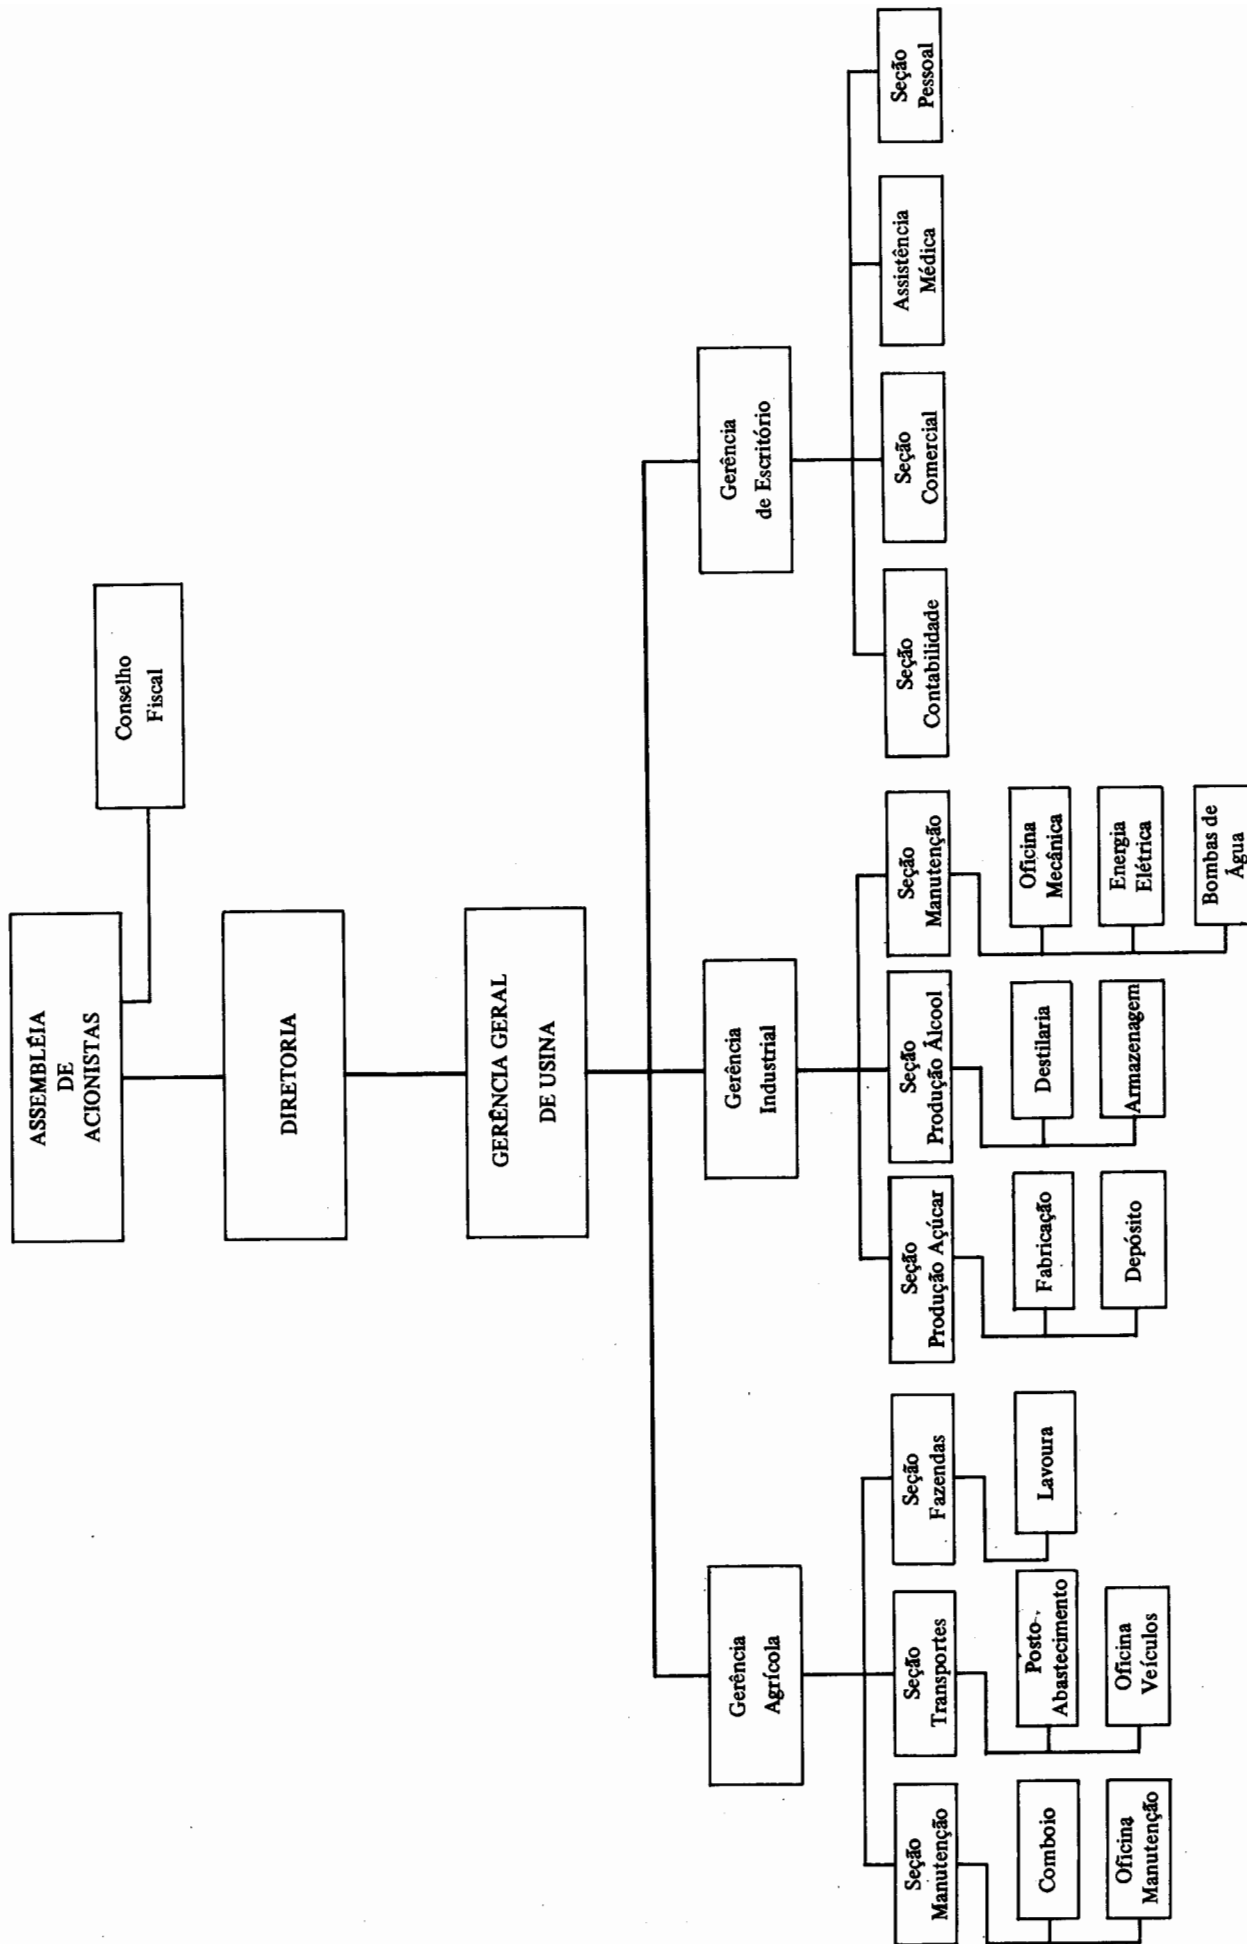 ASSEMBLÉIA
DE
ACIONISTAS
Conselho
Fiscal
DIRETORIA
GERÊNCIA GERAL
DE USINA
Gerência
Agrícola
Gerência
Industrial
Gerência
de Escritório
Seção
Manutenção
Seção
Transportes
Seção
Fazendas
Seção
Produção Açúcar
Seção
Produção Álcool
Seção
Manutenção
Seção
Contabilidade
Seção
Comercial
Assistência
Médica
Seção
Pessoal
Comboio
Oficina
Manutenção
Posto
Abastecimento
Oficina
Veículos
Lavoura
Fabricação
Depósito
Destilaria
Armazenagem
Oficina
Mecânica
Energia
Elétrica
Bombas de
Água